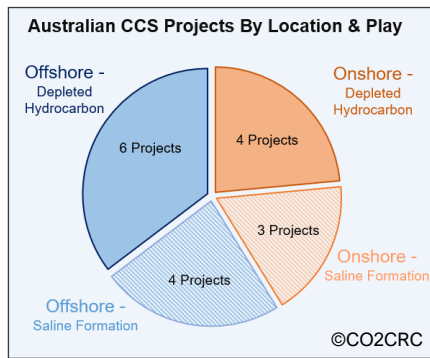 Australian CCS Projects By Location & Play
Offshore -
Depleted
Hydrocarbon
Onshore -
Depleted
Hydrocarbon
6 Projects
4 Projects
3 Projects
4 Projects
Onshore -
Saline Formation
Offshore -
Saline Formation
©CO2CRC